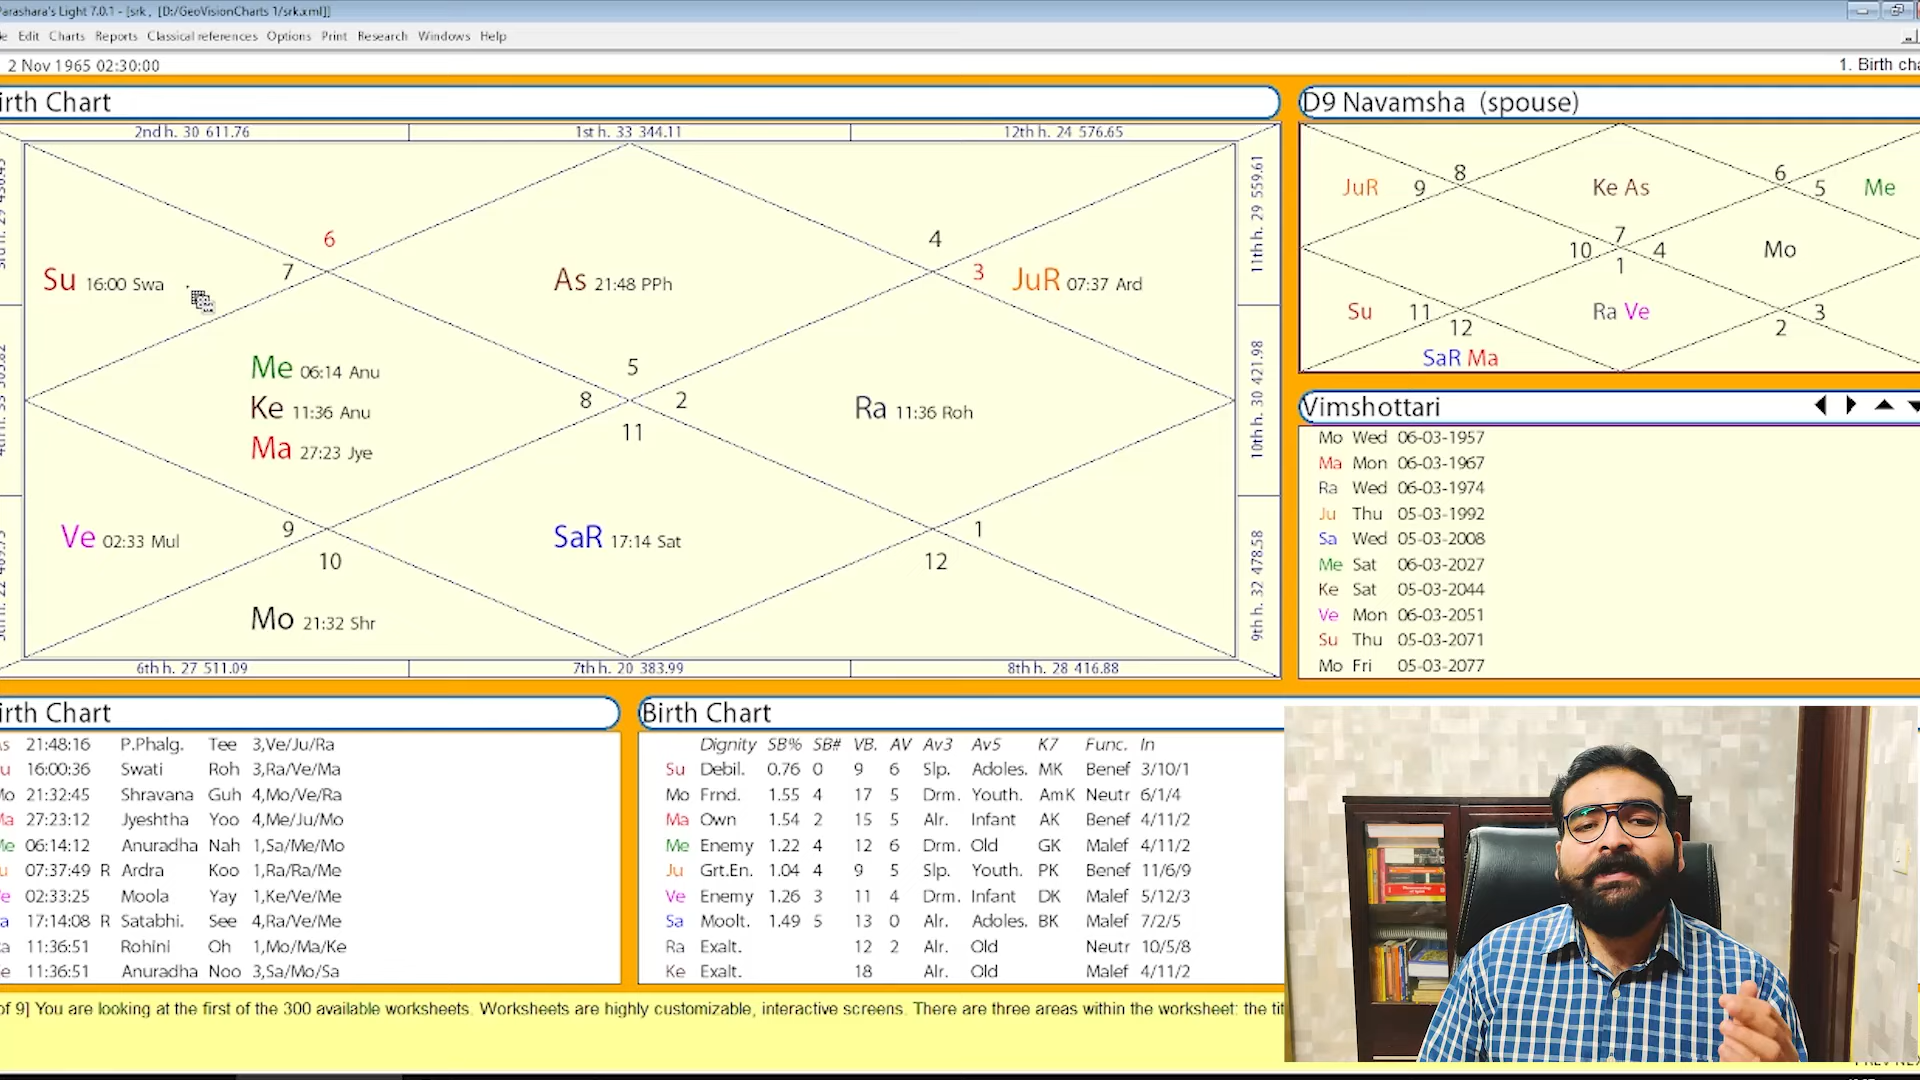 Parashara's Light 7.0.1 - [srk , [D:/GeoVisionCharts 1/srk.xml]]
Edit Charts Reports Classical references Options Print Research Windows Help
2 Nov 1965 02:30:00
1. Birth cha
irth Chart
2nd h. 30 611.76
1st h. 33 344.11
12th h. 24 576.65
11th h. 29 559.61
10th h. 30 421.98
9th h. 32 478.58
6
7
Su 16:00 Swa
As 21:48 PPh
4
3
JuR 07:37 Ard
Me 06:14 Anu
Ke 11:36 Anu
Ma 27:23 Jye
5
8
2
11
Ra 11:36 Roh
Ve 02:33 Mul
9
10
SaR 17:14 Sat
1
12
Mo 21:32 Shr
6th h. 27 511.09
7th h. 20 383.99
8th h. 28 416.88
D9 Navamsha (spouse)
JuR 9 8
Ke As
6 5 Me
7
10 4
1
Mo
Su 11
12
Ra Ve
3
2
SaR Ma
Vimshottari
Mo Wed 06-03-1957
Ma Mon 06-03-1967
Ra Wed 06-03-1974
Ju Thu 05-03-1992
Sa Wed 05-03-2008
Me Sat 06-03-2027
Ke Sat 05-03-2044
Ve Mon 06-03-2051
Su Thu 05-03-2071
Mo Fri 05-03-2077
irth Chart
s 21:48:16 P.Phalg. Tee 3,Ve/Ju/Ra
u 16:00:36 Swati Roh 3,Ra/Ve/Ma
o 21:32:45 Shravana Guh 4,Mo/Ve/Ra
a 27:23:12 Jyeshtha Yoo 4,Me/Ju/Mo
e 06:14:12 Anuradha Nah 1,Sa/Me/Mo
u 07:37:49 R Ardra Koo 1,Ra/Ra/Me
e 02:33:25 Moola Yay 1,Ke/Ve/Me
a 17:14:08 R Satabhi. See 4,Ra/Ve/Me
a 11:36:51 Rohini Oh 1,Mo/Ma/Ke
e 11:36:51 Anuradha Noo 3,Sa/Mo/Sa
Birth Chart
Dignity SB% SB# VB. AV Av3 Av5 K7 Func. In
Su Debil. 0.76 0 9 6 Slp. Adoles. MK Benef 3/10/1
Mo Frnd. 1.55 4 17 5 Drm. Youth. AmK Neutr 6/1/4
Ma Own 1.54 2 15 5 Alr. Infant AK Benef 4/11/2
Me Enemy 1.22 4 12 6 Drm. Old GK Malef 4/11/2
Ju Grt.En. 1.04 4 9 5 Slp. Youth. PK Benef 11/6/9
Ve Enemy 1.26 3 11 4 Drm. Infant DK Malef 5/12/3
Sa Moolt. 1.49 5 13 0 Alr. Adoles. BK Malef 7/2/5
Ra Exalt. 12 2 Alr. Old Neutr 10/5/8
Ke Exalt. 18 Alr. Old Malef 4/11/2
of 9] You are looking at the first of the 300 available worksheets. Worksheets are highly customizable, interactive screens. There are three areas within the worksheet: the tit